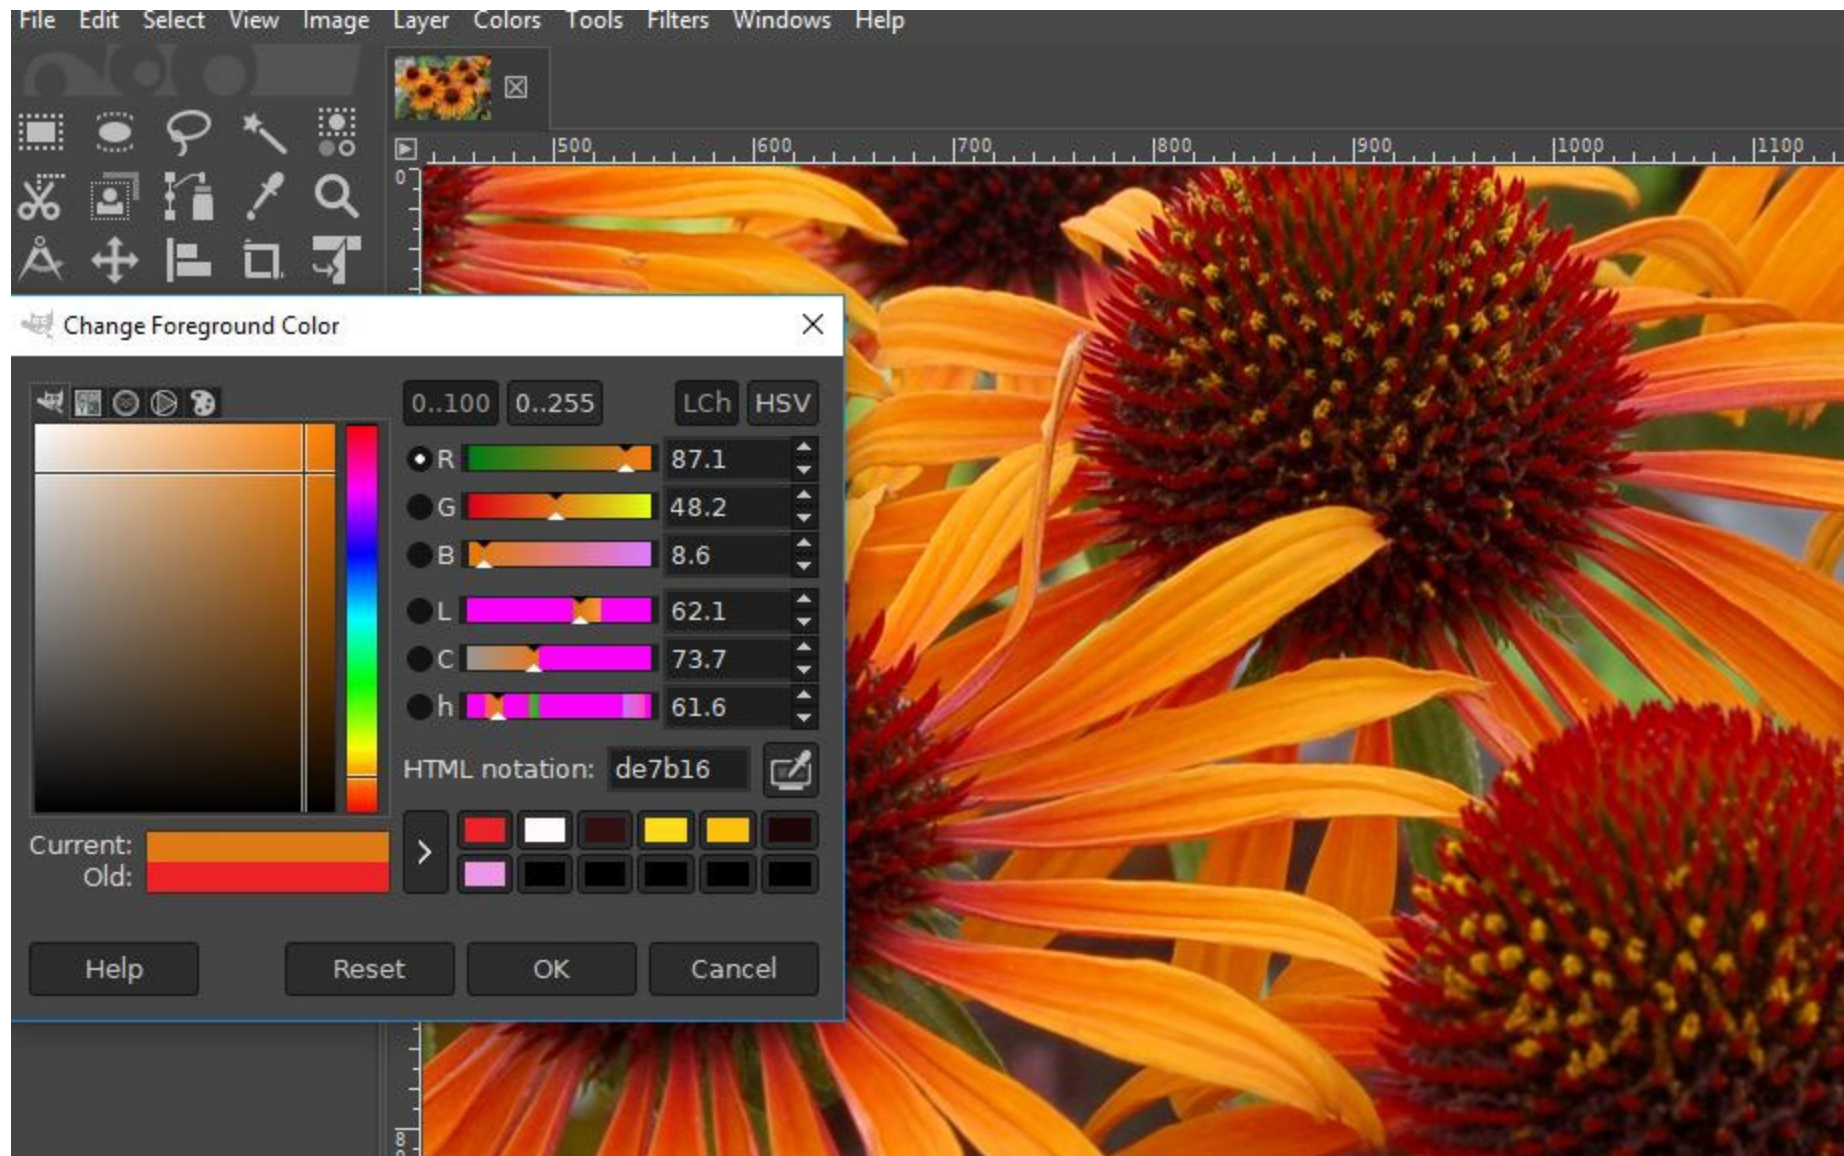 File Edit Select View Image Layer Colors Tools Filters Windows Help
500 600 700 800 900 1000 1100
0
Change Foreground Color
0..100 0..255 LCh HSV
R 87.1
G 48.2
B 8.6
L 62.1
C 73.7
h 61.6
HTML notation: de7b16
Current:
Old:
>
Help Reset OK Cancel
8